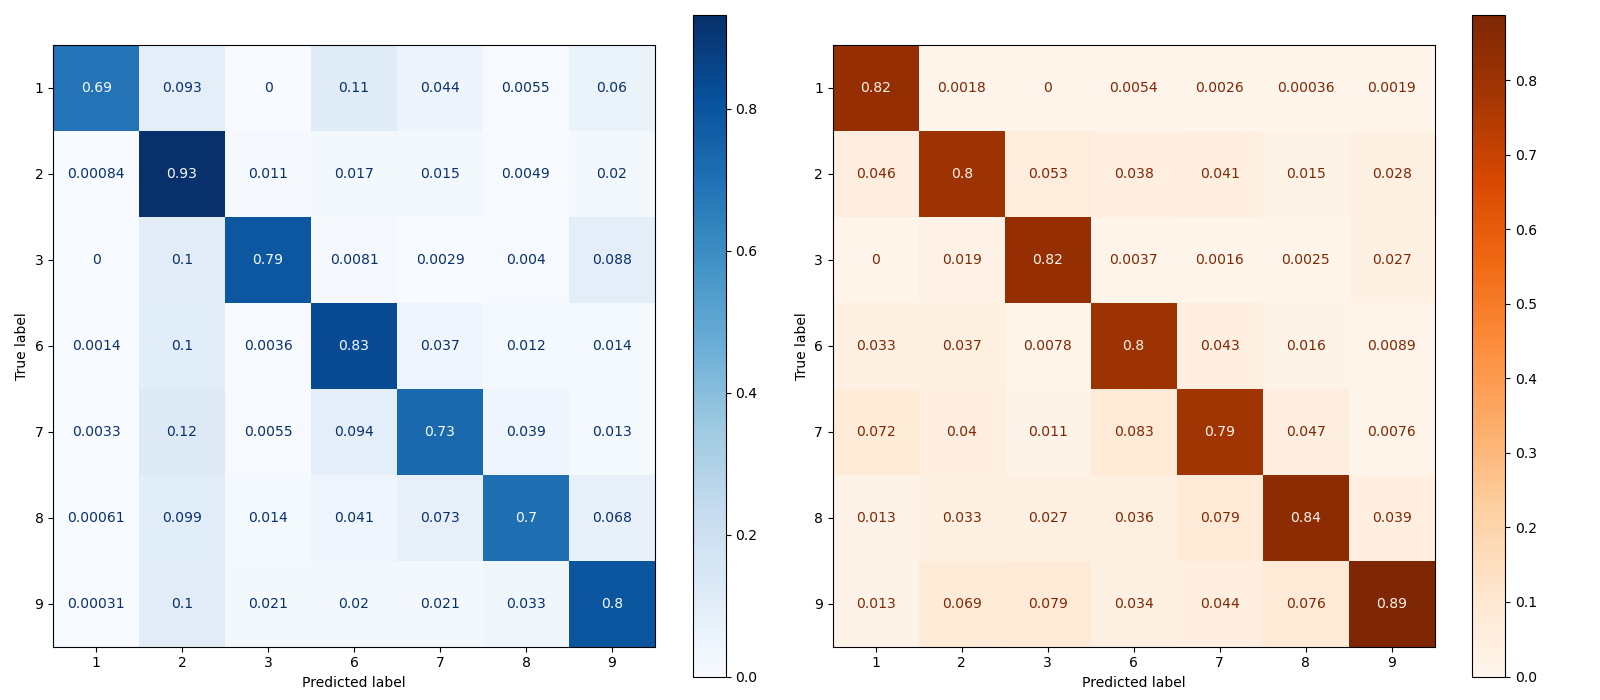 1 0.69 0.093 0 0.11 0.044 0.0055 0.06
2 0.00084 0.93 0.011 0.017 0.015 0.0049 0.02
3 0 0.1 0.79 0.0081 0.0029 0.004 0.088
6 0.0014 0.1 0.0036 0.83 0.037 0.012 0.014
7 0.0033 0.12 0.0055 0.094 0.73 0.039 0.013
8 0.00061 0.099 0.014 0.041 0.073 0.7 0.068
9 0.00031 0.1 0.021 0.02 0.021 0.033 0.8
1 2 3 6 7 8 9
Predicted label
True label
0.8
0.6
0.4
0.2
0.0
1 0.82 0.0018 0 0.0054 0.0026 0.00036 0.0019
2 0.046 0.8 0.053 0.038 0.041 0.015 0.028
3 0 0.019 0.82 0.0037 0.0016 0.0025 0.027
6 0.033 0.037 0.0078 0.8 0.043 0.016 0.0089
7 0.072 0.04 0.011 0.083 0.79 0.047 0.0076
8 0.013 0.033 0.027 0.036 0.079 0.84 0.039
9 0.013 0.069 0.079 0.034 0.044 0.076 0.89
1 2 3 6 7 8 9
Predicted label
True label
0.8
0.7
0.6
0.5
0.4
0.3
0.2
0.1
0.0